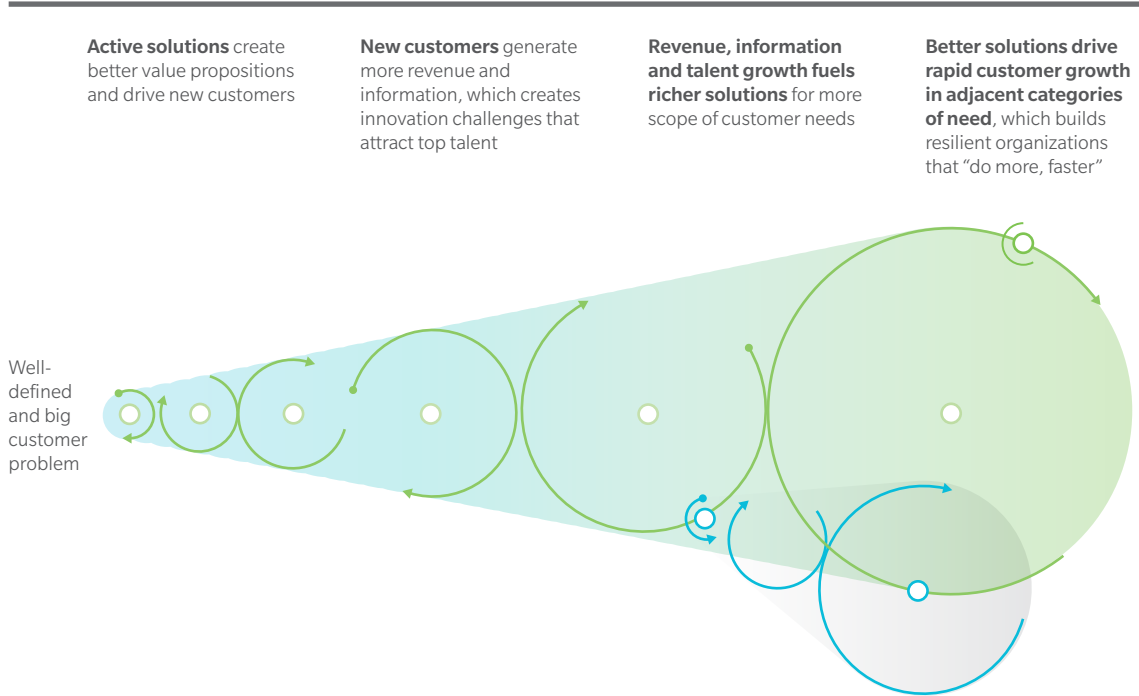 Active solutions create
better value propositions
and drive new customers
New customers generate
more revenue and
information, which creates
innovation challenges that
attract top talent
Revenue, information
and talent growth fuels
richer solutions for more
scope of customer needs
Better solutions drive
rapid customer growth
in adjacent categories
of need, which builds
resilient organizations
that “do more, faster”
Well-
defined
and big
customer
problem